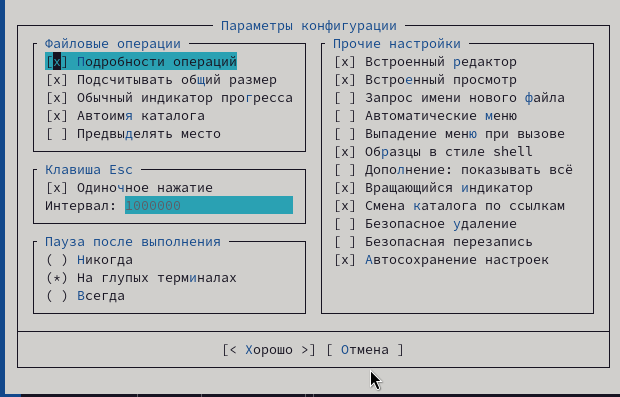 Параметры конфигурации
Файловые операции
[x] Подробности операций
[x] Подсчитывать общий размер
[x] Обычный индикатор прогресса
[x] Автоимя каталога
[ ] Предвыделять место
Клавиша Esc
[x] Одиночное нажатие
Интервал: 1000000
Пауза после выполнения
( ) Никогда
(*) На глупых терминалах
( ) Всегда
Прочие настройки
[x] Встроенный редактор
[x] Встроенный просмотр
[ ] Запрос имени нового файла
[ ] Автоматические меню
[ ] Выпадение меню при вызове
[x] Образцы в стиле shell
[ ] Дополнение: показывать всё
[x] Вращающийся индикатор
[x] Смена каталога по ссылкам
[ ] Безопасное удаление
[ ] Безопасная перезапись
[x] Автосохранение настроек
[< Хорошо >] [ Отмена ]